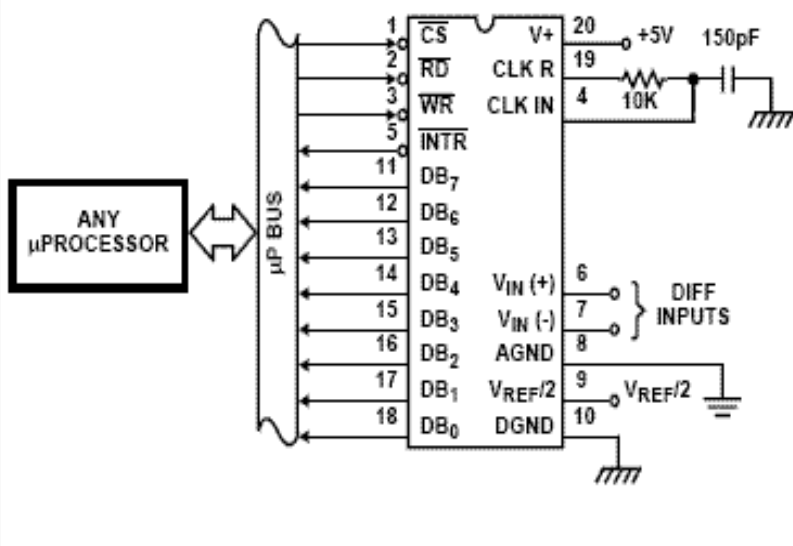 1 CS V+ 20 +5V 150pF
2 RD CLK R 19 10K
3 WR CLK IN 4
5 INTR
11 DB7
12 DB6
13 DB5
14 DB4 VIN (+) 6
15 DB3 VIN (-) 7
DIFF
INPUTS
16 DB2 AGND 8
17 DB1 VREF/2 9 VREF/2
18 DB0 DGND 10
ANY
μPROCESSOR
μP BUS